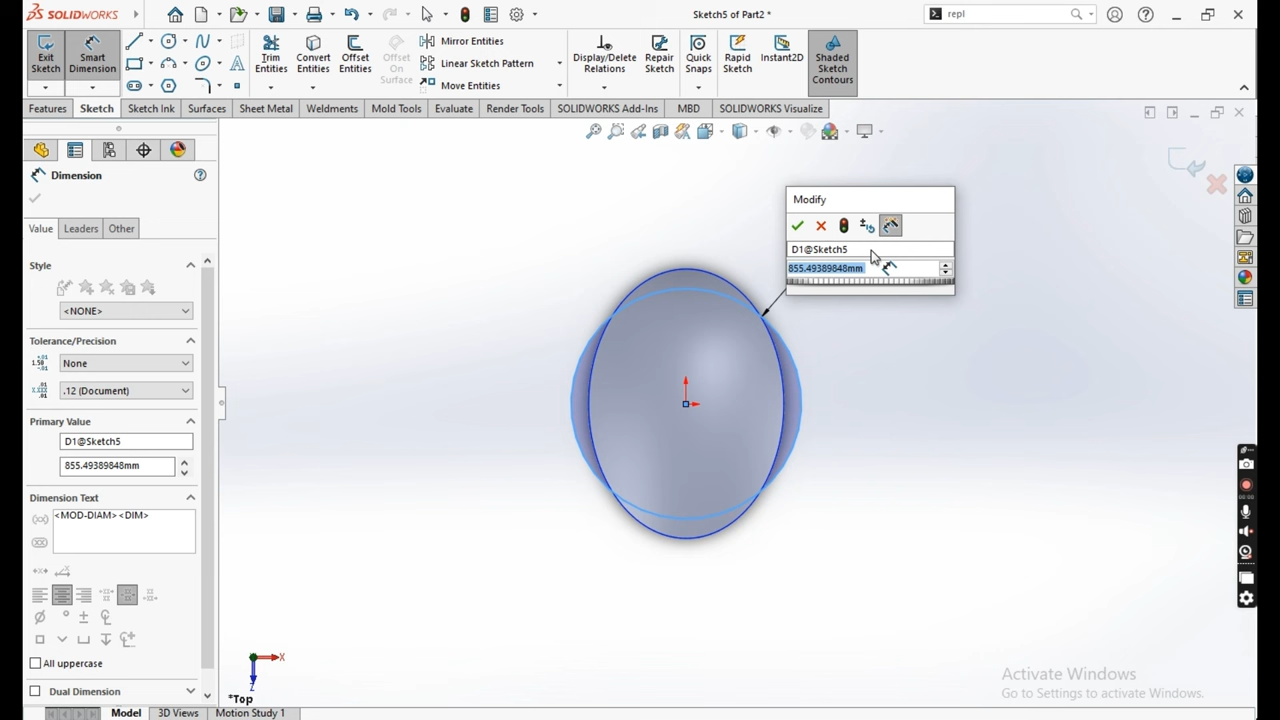 SOLIDWORKS
Sketch5 of Part2 *
repl
Exit Sketch
Smart Dimension
Trim Entities
Convert Entities
Offset Entities
Offset On Surface
Mirror Entities
Linear Sketch Pattern
Move Entities
Display/Delete Relations
Repair Sketch
Quick Snaps
Rapid Sketch
Instant2D
Shaded Sketch Contours
Features
Sketch
Sketch Ink
Surfaces
Sheet Metal
Weldments
Mold Tools
Evaluate
Render Tools
SOLIDWORKS Add-Ins
MBD
SOLIDWORKS Visualize
Dimension
Value
Leaders
Other
Style
<NONE>
Tolerance/Precision
None
.12 (Document)
Primary Value
D1@Sketch5
855.49389848mm
Dimension Text
<MOD-DIAM><DIM>
All uppercase
Dual Dimension
Modify
D1@Sketch5
855.49389848mm
X
Z
*Top
Activate Windows
Go to Settings to activate Windows.
00:00
Model
3D Views
Motion Study 1